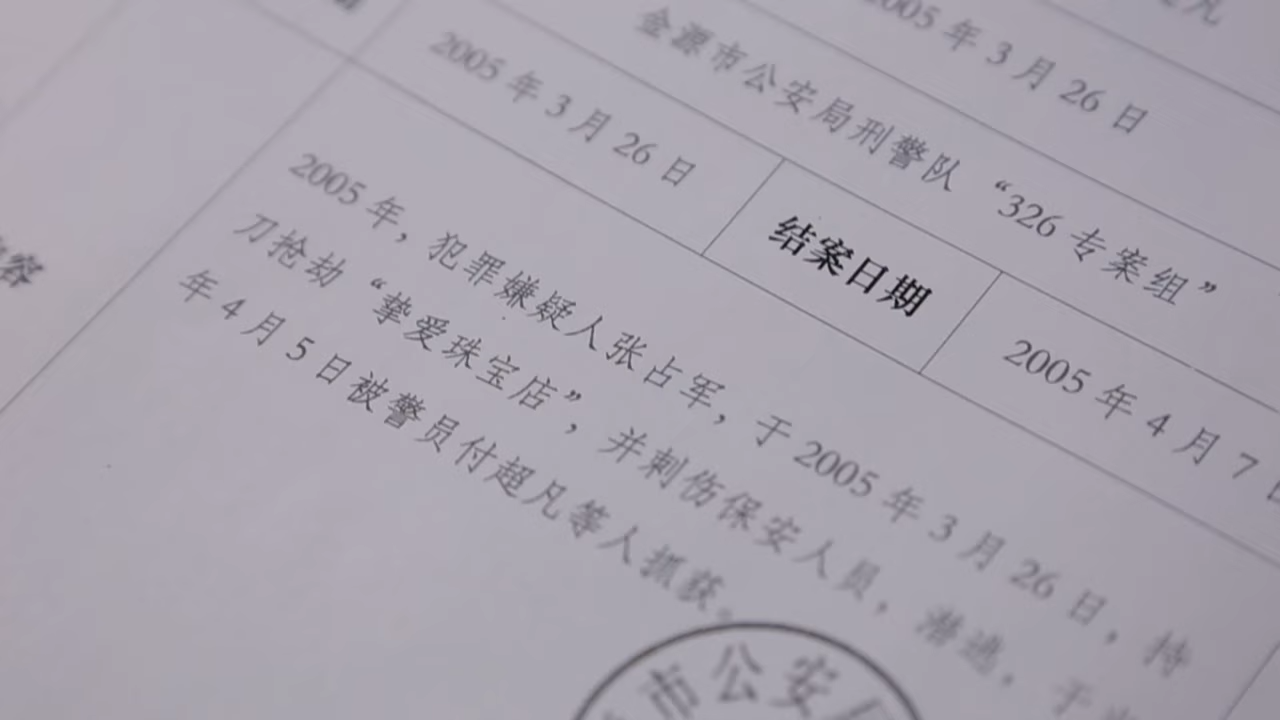 2005年3月26日
金源市公安局刑警队“326专案组”
2005年3月26日
结案日期
2005年4月7日
2005年，犯罪嫌疑人张占军，于2005年3月26日，持
刀抢劫“挚爱珠宝店”，并刺伤保安人员，潜逃，于
年4月5日被警员付超凡等人抓获。
市公安